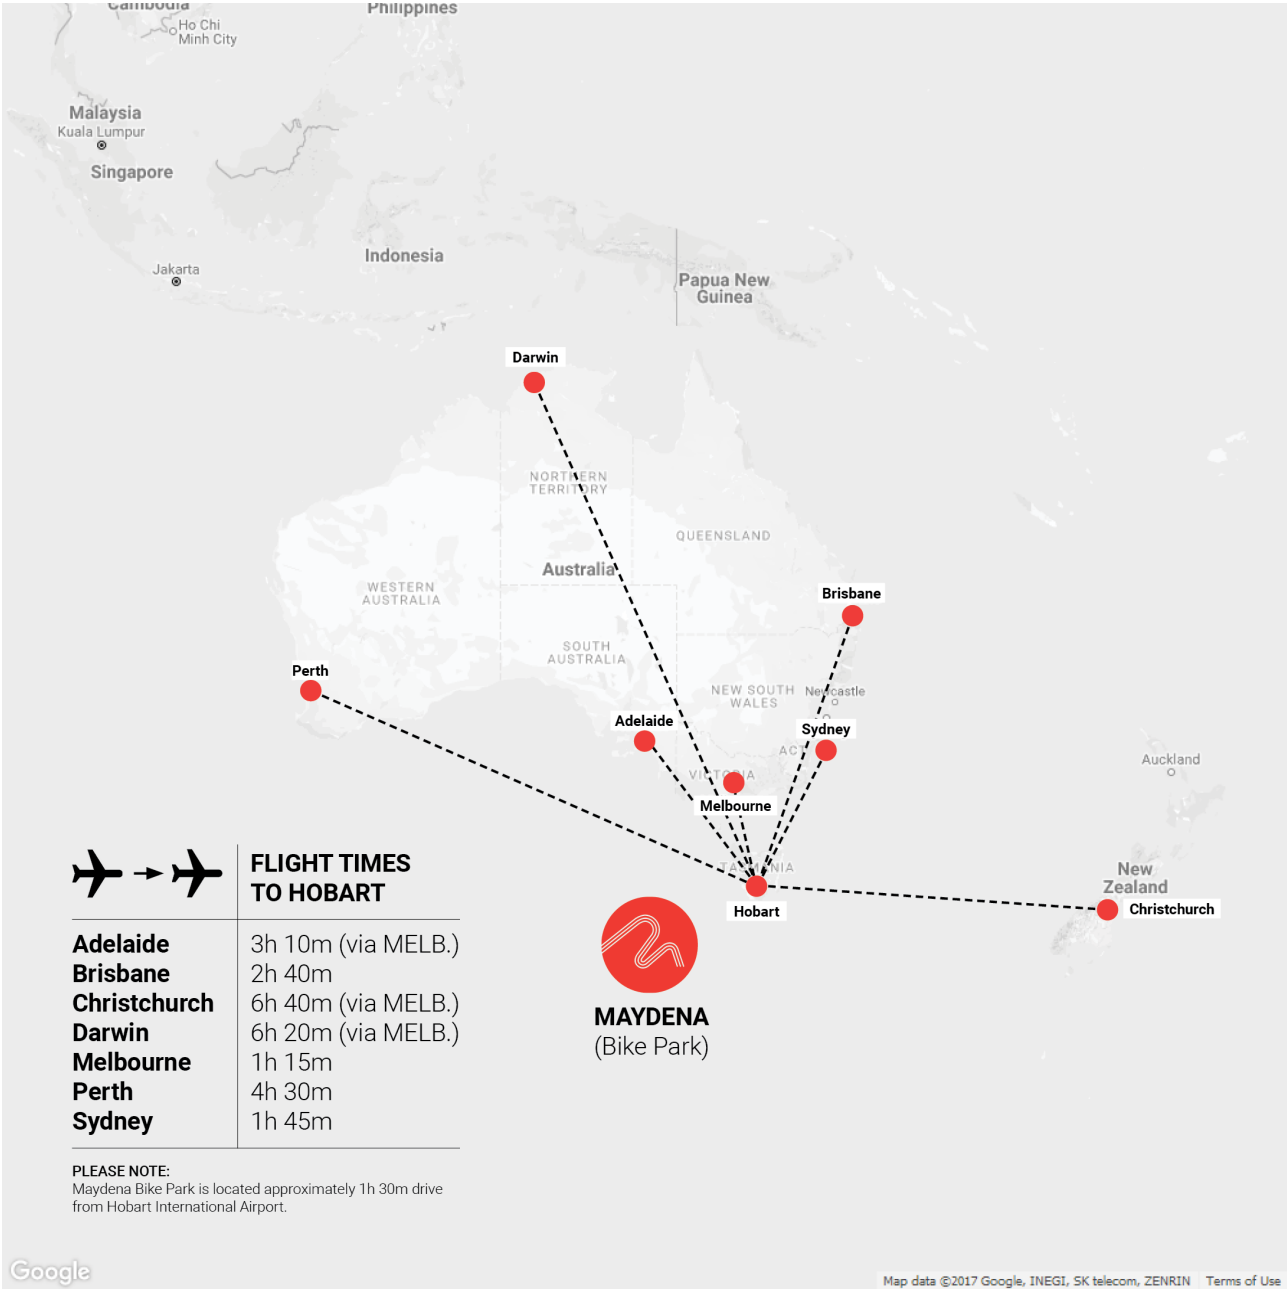 Cambodia
Philippines
Ho Chi
Minh City
Malaysia
Kuala Lumpur
Singapore
Indonesia
Jakarta
Papua New
Guinea
Darwin
NORTHERN
TERRITORY
QUEENSLAND
Australia
WESTERN
AUSTRALIA
Brisbane
SOUTH
AUSTRALIA
Perth
NEW SOUTH
WALES
Newcastle
Adelaide
Sydney
ACT
Auckland
VICTORIA
Melbourne
TASMANIA
New
Zealand
Hobart
Christchurch
FLIGHT TIMES
TO HOBART
Adelaide 3h 10m (via MELB.)
Brisbane 2h 40m
Christchurch 6h 40m (via MELB.)
Darwin 6h 20m (via MELB.)
Melbourne 1h 15m
Perth 4h 30m
Sydney 1h 45m
MAYDENA
(Bike Park)
PLEASE NOTE:
Maydena Bike Park is located approximately 1h 30m drive
from Hobart International Airport.
Google
Map data ©2017 Google, INEGI, SK telecom, ZENRIN Terms of Use